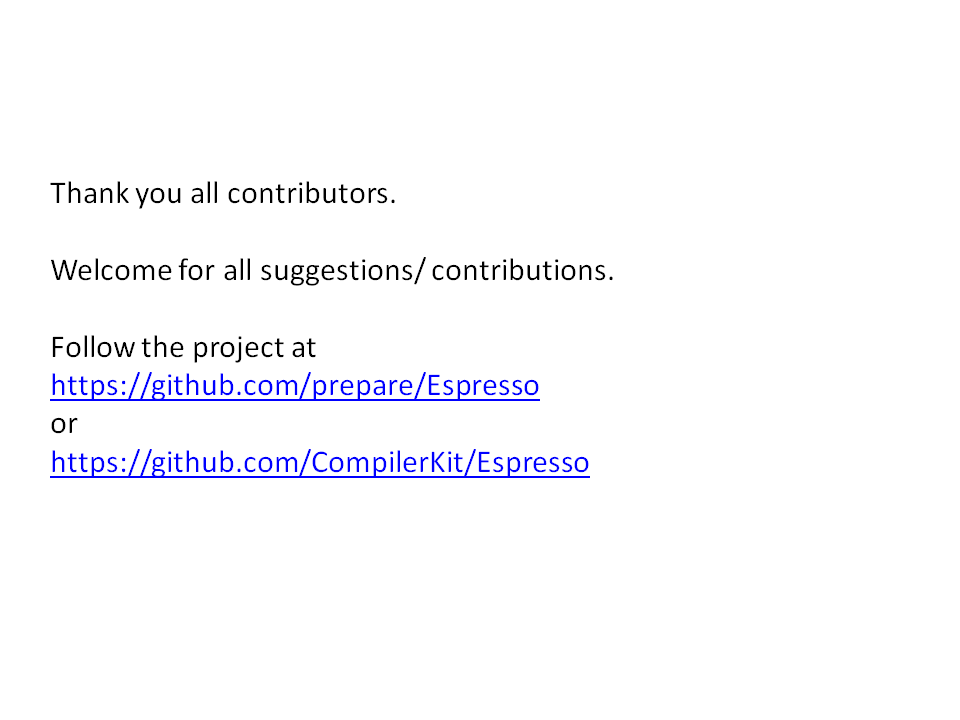 Thank you all contributors.
Welcome for all suggestions/ contributions.
Follow the project at
https://github.com/prepare/Espresso
or
https://github.com/CompilerKit/Espresso